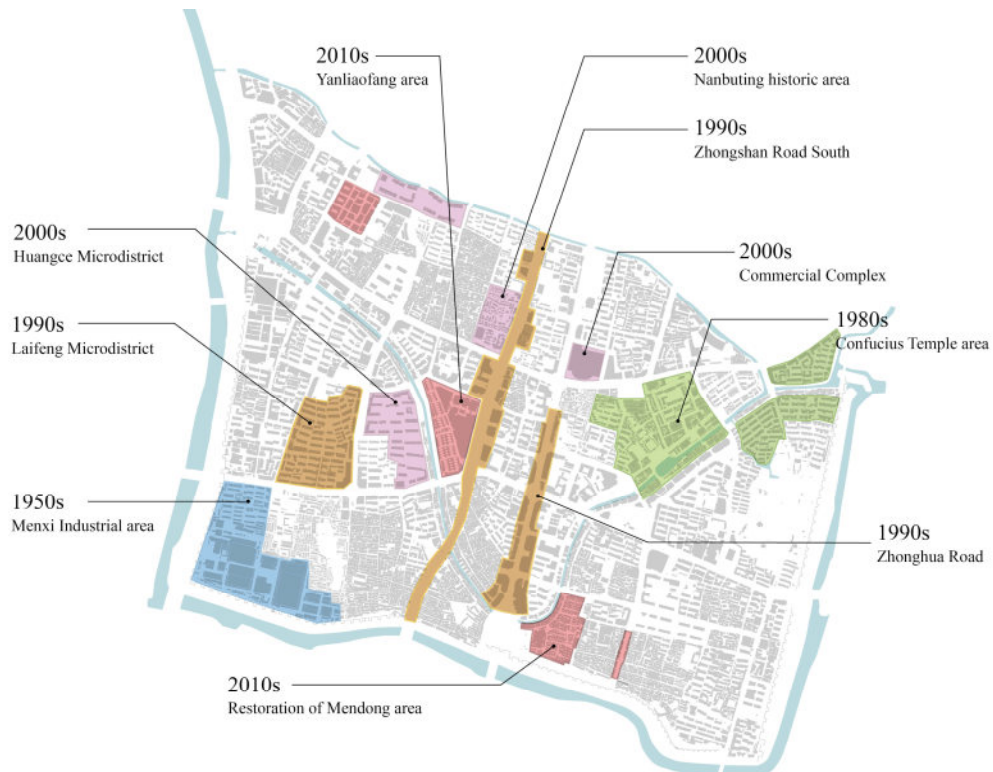 2010s
Yanliaofang area
2000s
Nanbuting historic area
1990s
Zhongshan Road South
2000s
Huangce Microdistrict
2000s
Commercial Complex
1990s
Laifeng Microdistrict
1980s
Confucius Temple area
1950s
Menxi Industrial area
1990s
Zhonghua Road
2010s
Restoration of Mendong area